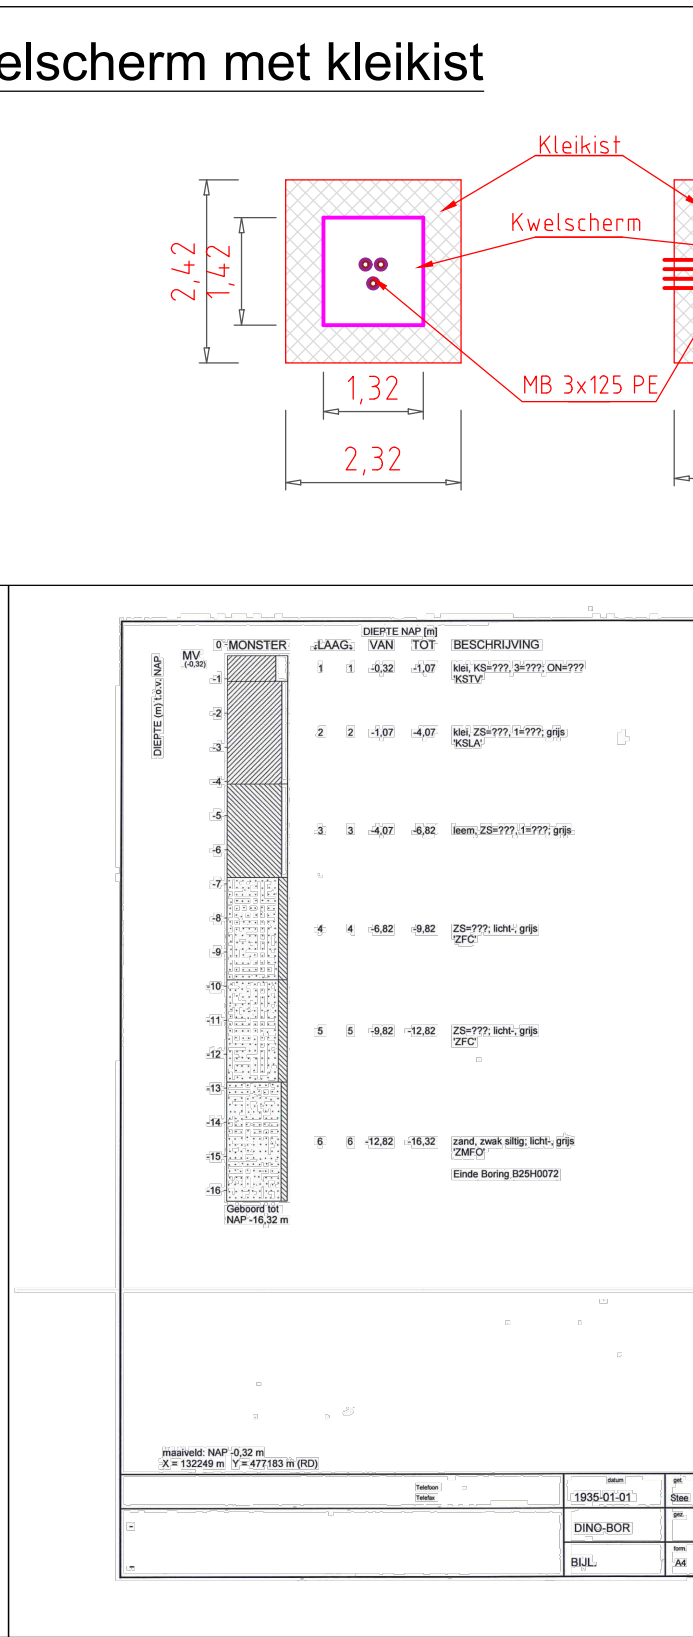 elscherm met kleikist
Kleikist
Kwelscherm
2,42
1,42
1,32
MB 3x125 PE
2,32
DIEPTE NAP [m]
0 MONSTER LAAG. VAN TOT BESCHRIJVING
MV
(-0,32)
DIEPTE (m) t.o.v. NAP
1 1 -0,32 -1,07 klei, KS=???, 3=???; ON=???
'KSTV'
-1
-2
2 2 -1,07 -4,07 klei, ZS=???, 1=???; grijs
'KSLA'
-3
-4
-5
3 3 -4,07 -6,82 leem, ZS=???, 1=???; grijs
-6
-7
-8
4 4 -6,82 -9,82 ZS=???; licht-, grijs
'ZFC'
-9
-10
-11
5 5 -9,82 -12,82 ZS=???; licht-, grijs
'ZFC'
-12
-13
-14
6 6 -12,82 -16,32 zand, zwak siltig; licht-, grijs
'ZMFO'
-15
Einde Boring B25H0072
-16
Geboord tot
NAP -16,32 m
maaiveld: NAP -0,32 m
X = 132249 m Y = 477183 m (RD)
Telefoon
Telefax
datum
1935-01-01
get.
Stee
DINO-BOR
gez.
BIJL.
form.
A4